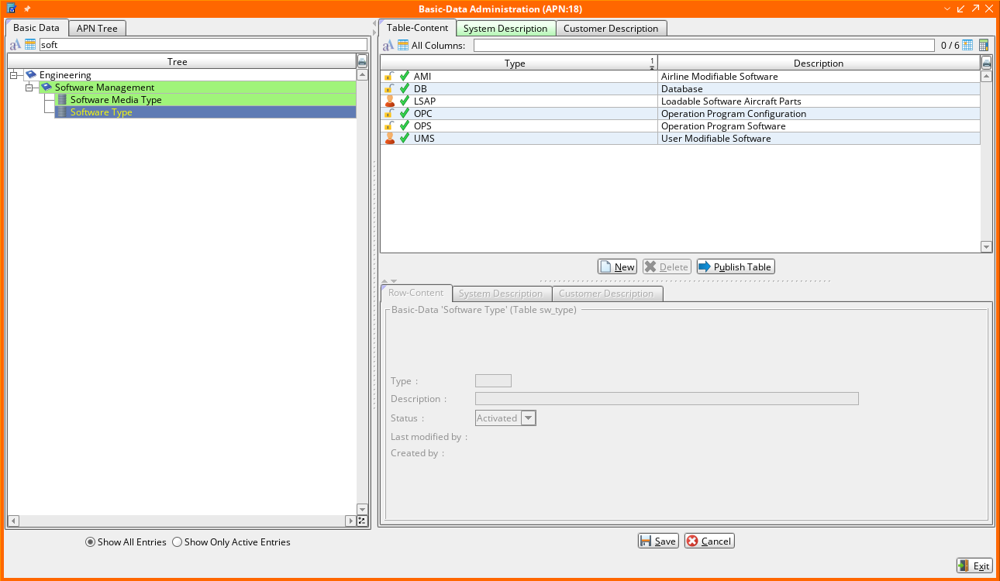 Basic-Data Administration (APN:18)
Basic Data
APN Tree
soft
Tree
Engineering
Software Management
Software Media Type
Software Type
Show All Entries
Show Only Active Entries
Table-Content
System Description
Customer Description
All Columns:
0 / 6
Type
1
Description
AMI
Airline Modifiable Software
DB
Database
LSAP
Loadable Software Aircraft Parts
OPC
Operation Program Configuration
OPS
Operation Program Software
UMS
User Modifiable Software
New
Delete
Publish Table
Row-Content
System Description
Customer Description
Basic-Data 'Software Type' (Table sw_type)
Type :
Description :
Status :
Activated
Last modified by :
Created by :
Save
Cancel
Exit